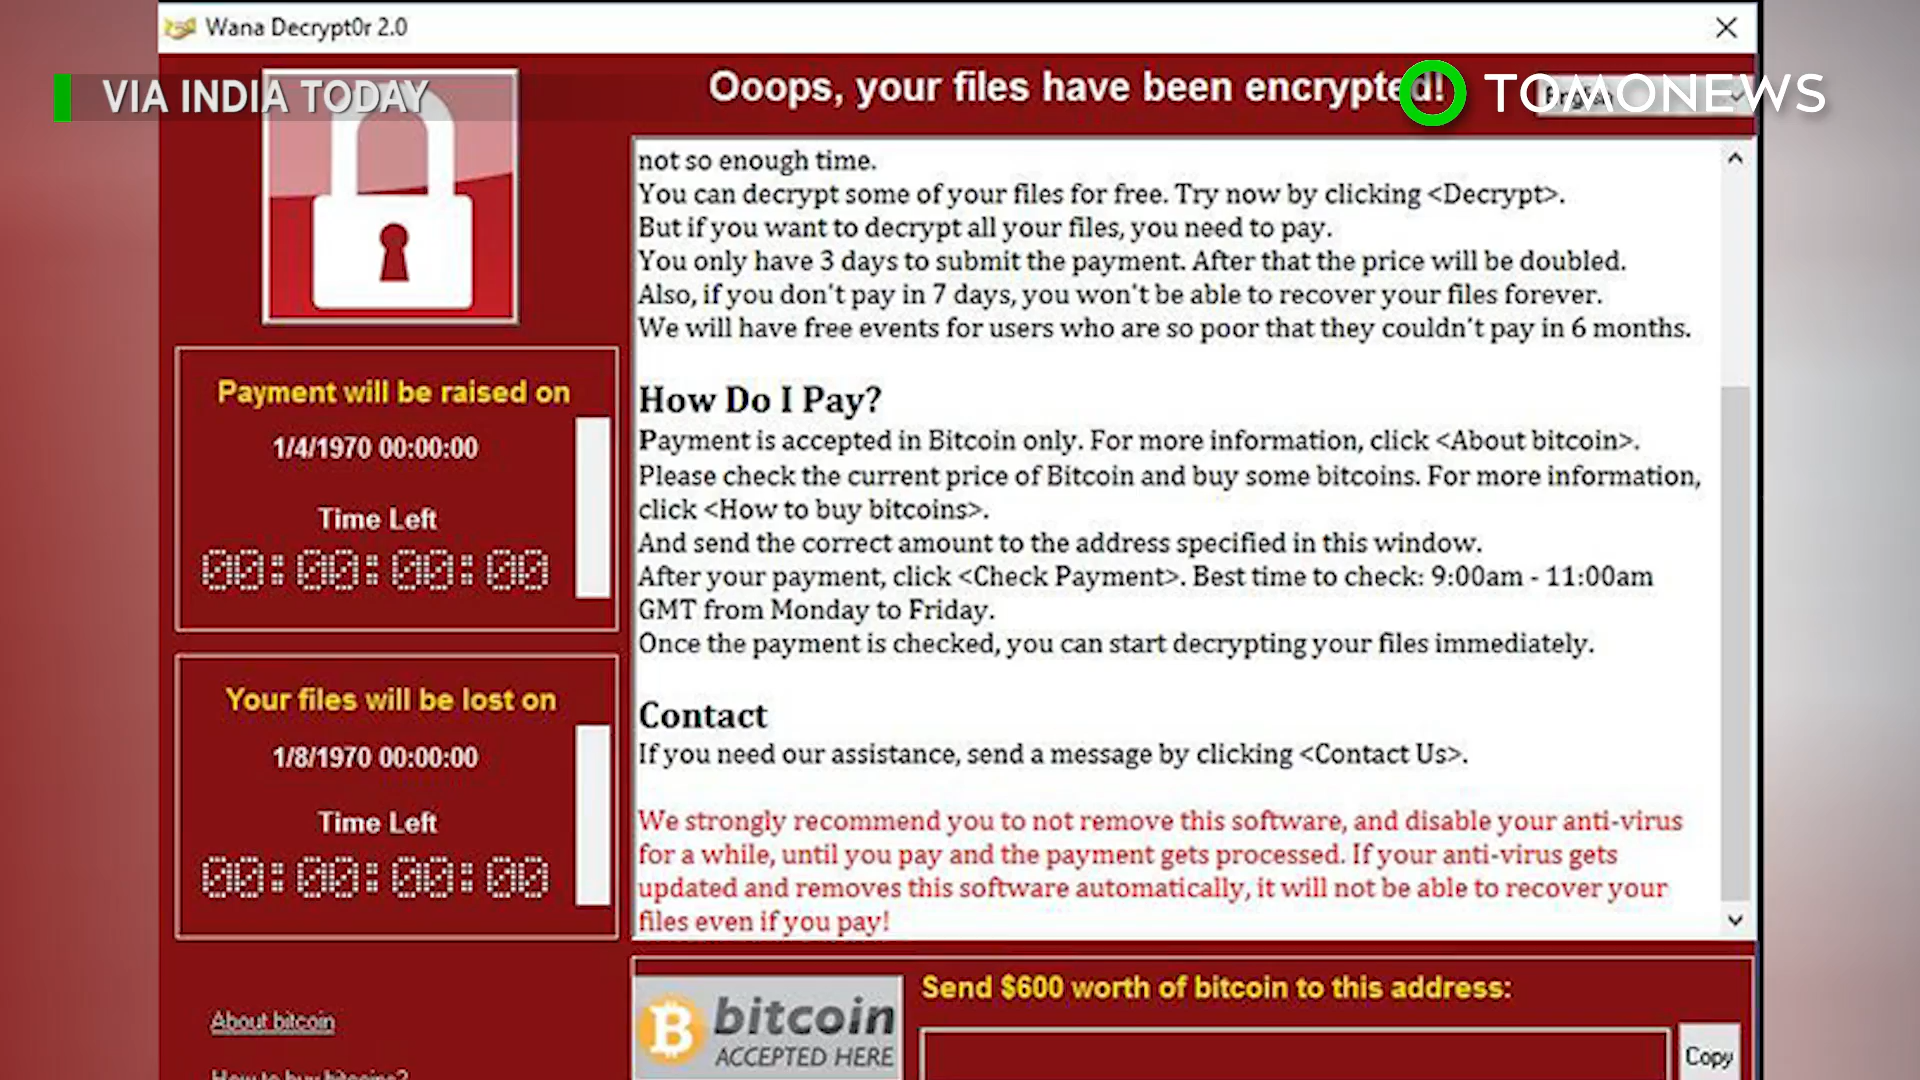 Wana Decrypt0r 2.0
VIA INDIA TODAY
Ooops, your files have been encrypted!
English
TOMONEWS
not so enough time.
You can decrypt some of your files for free. Try now by clicking <Decrypt>.
But if you want to decrypt all your files, you need to pay.
You only have 3 days to submit the payment. After that the price will be doubled.
Also, if you don't pay in 7 days, you won't be able to recover your files forever.
We will have free events for users who are so poor that they couldn't pay in 6 months.
How Do I Pay?
Payment is accepted in Bitcoin only. For more information, click <About bitcoin>.
Please check the current price of Bitcoin and buy some bitcoins. For more information,
click <How to buy bitcoins>.
And send the correct amount to the address specified in this window.
After your payment, click <Check Payment>. Best time to check: 9:00am - 11:00am
GMT from Monday to Friday.
Once the payment is checked, you can start decrypting your files immediately.
Contact
If you need our assistance, send a message by clicking <Contact Us>.
We strongly recommend you to not remove this software, and disable your anti-virus
for a while, until you pay and the payment gets processed. If your anti-virus gets
updated and removes this software automatically, it will not be able to recover your
files even if you pay!
Payment will be raised on
1/4/1970 00:00:00
Time Left
00:00:00:00
Your files will be lost on
1/8/1970 00:00:00
Time Left
00:00:00:00
About bitcoin
How to buy bitcoins?
bitcoin
ACCEPTED HERE
Send $600 worth of bitcoin to this address:
Copy